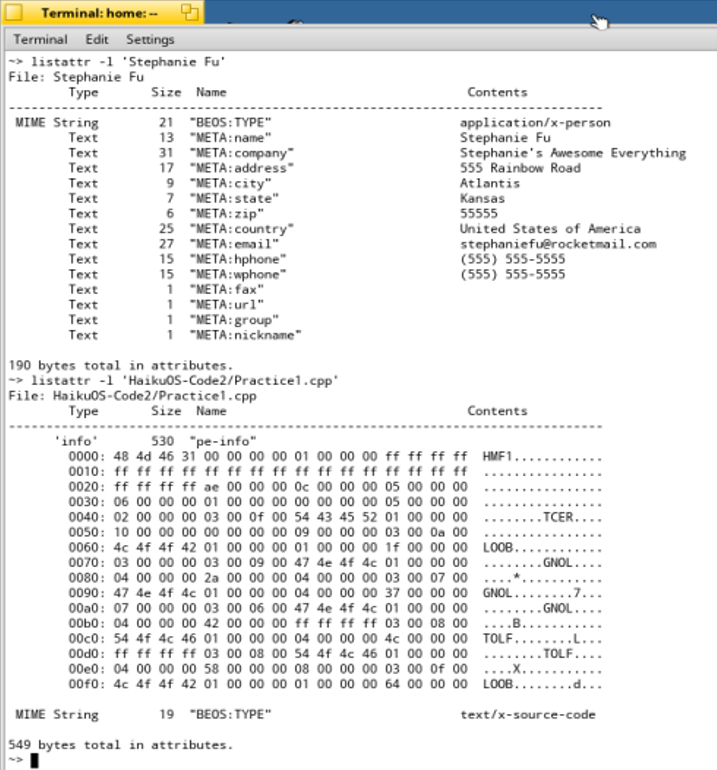 Terminal: home: --
Terminal Edit Settings
~> listattr -l 'Stephanie Fu'
File: Stephanie Fu
Type Size Name Contents
----------------------------------------------------------------------
MIME String 21 "BEOS:TYPE" application/x-person
Text 13 "META:name" Stephanie Fu
Text 31 "META:company" Stephanie's Awesome Everything
Text 17 "META:address" 555 Rainbow Road
Text 9 "META:city" Atlantis
Text 7 "META:state" Kansas
Text 6 "META:zip" 55555
Text 25 "META:country" United States of America
Text 27 "META:email" stephaniefu@rocketmail.com
Text 15 "META:hphone" (555) 555-5555
Text 15 "META:wphone" (555) 555-5555
Text 1 "META:fax"
Text 1 "META:url"
Text 1 "META:group"
Text 1 "META:nickname"
190 bytes total in attributes.
~> listattr -l 'HaikuOS-Code2/Practice1.cpp'
File: HaikuOS-Code2/Practice1.cpp
Type Size Name Contents
----------------------------------------------------------------------
'info' 530 "pe-info"
0000: 48 4d 46 31 00 00 00 00 01 00 00 00 ff ff ff ff HMF1............
0010: ff ff ff ff ff ff ff ff ff ff ff ff ff ff ff ff ................
0020: ff ff ff ff ae 00 00 00 0c 00 00 00 05 00 00 00 ................
0030: 06 00 00 00 01 00 00 00 00 00 00 00 05 00 00 00 ................
0040: 02 00 00 00 03 00 0f 00 54 43 45 52 01 00 00 00 ........TCER....
0050: 10 00 00 00 00 00 00 00 09 00 00 00 03 00 0a 00 ................
0060: 4c 4f 4f 42 01 00 00 00 01 00 00 00 1f 00 00 00 LOOB............
0070: 03 00 00 00 03 00 09 00 47 4e 4f 4c 01 00 00 00 ........GNOL....
0080: 04 00 00 00 2a 00 00 00 04 00 00 00 03 00 07 00 ....*...........
0090: 47 4e 4f 4c 01 00 00 00 04 00 00 00 37 00 00 00 GNOL........7...
00a0: 07 00 00 00 03 00 06 00 47 4e 4f 4c 01 00 00 00 ........GNOL....
00b0: 04 00 00 00 42 00 00 00 ff ff ff ff 03 00 08 00 ....B...........
00c0: 54 4f 4c 46 01 00 00 00 04 00 00 00 4c 00 00 00 TOLF........L...
00d0: ff ff ff ff 03 00 08 00 54 4f 4c 46 01 00 00 00 ........TOLF....
00e0: 04 00 00 00 58 00 00 00 08 00 00 00 03 00 0f 00 ....X...........
00f0: 4c 4f 4f 42 01 00 00 00 01 00 00 00 64 00 00 00 LOOB........d...
MIME String 19 "BEOS:TYPE" text/x-source-code
549 bytes total in attributes.
~>